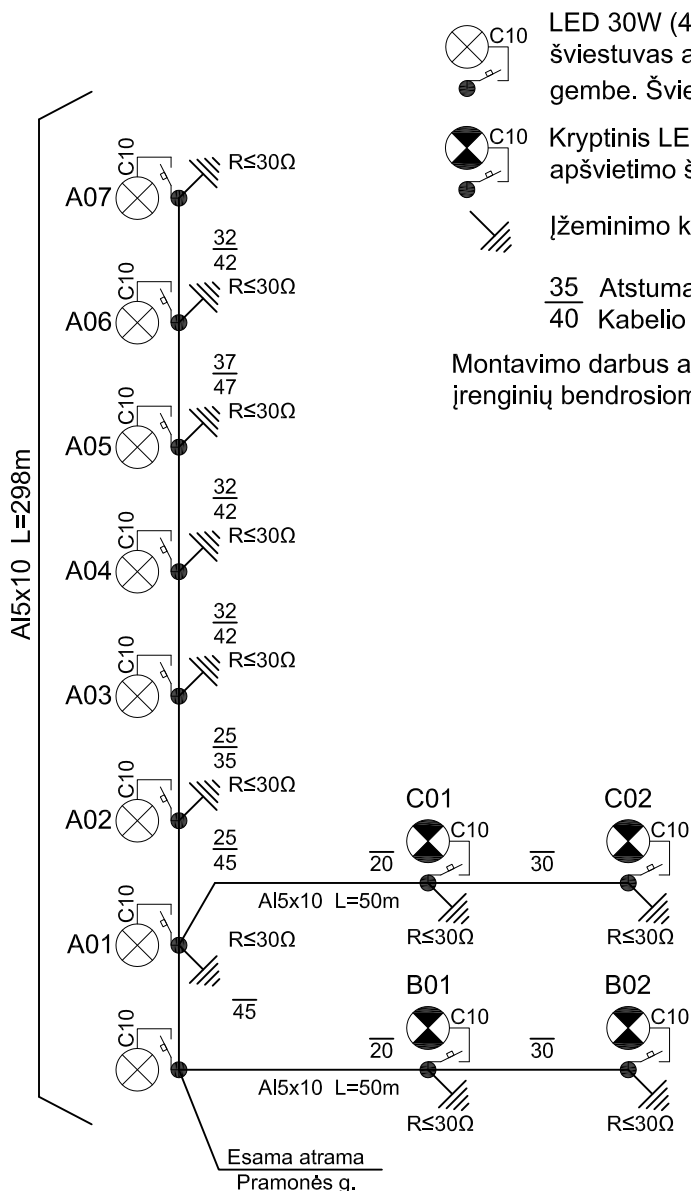 C10
LED 30W (4
šviestuvas a
gembe. Švie
C10
Kryptinis LE
apšvietimo š
Įžeminimo k
35 Atstuma
40 Kabelio
Montavimo darbus a
įrenginių bendrosiom
Al5x10 L=298m
C10
A07
R≤30Ω
32
42
C10
A06
R≤30Ω
37
47
C10
A05
R≤30Ω
32
42
C10
A04
R≤30Ω
32
42
C10
A03
R≤30Ω
25
35
C10
A02
R≤30Ω
25
45
C10
A01
R≤30Ω
45
C10
C01
C10
20
Al5x10 L=50m
R≤30Ω
30
C02
C10
R≤30Ω
B01
C10
20
Al5x10 L=50m
R≤30Ω
30
B02
C10
R≤30Ω
Esama atrama
Pramonės g.